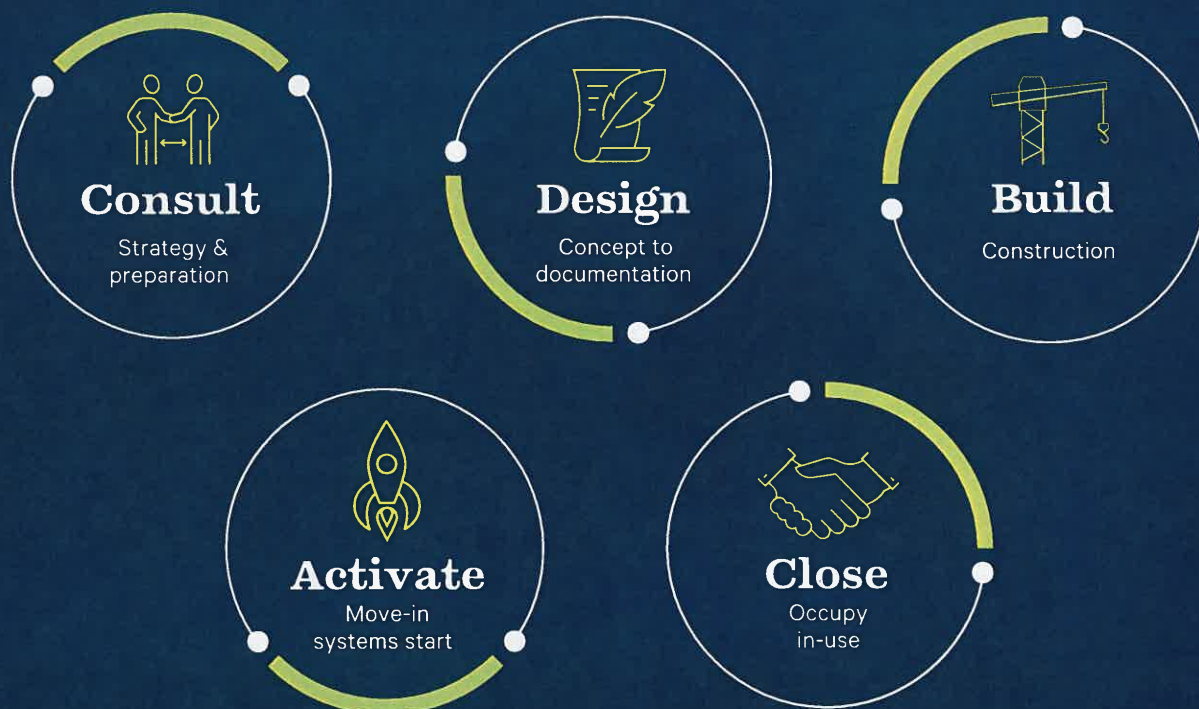 Consult
Strategy &
preparation
Design
Concept to
documentation
Build
Construction
Activate
Move-in
systems start
Close
Occupy
in-use